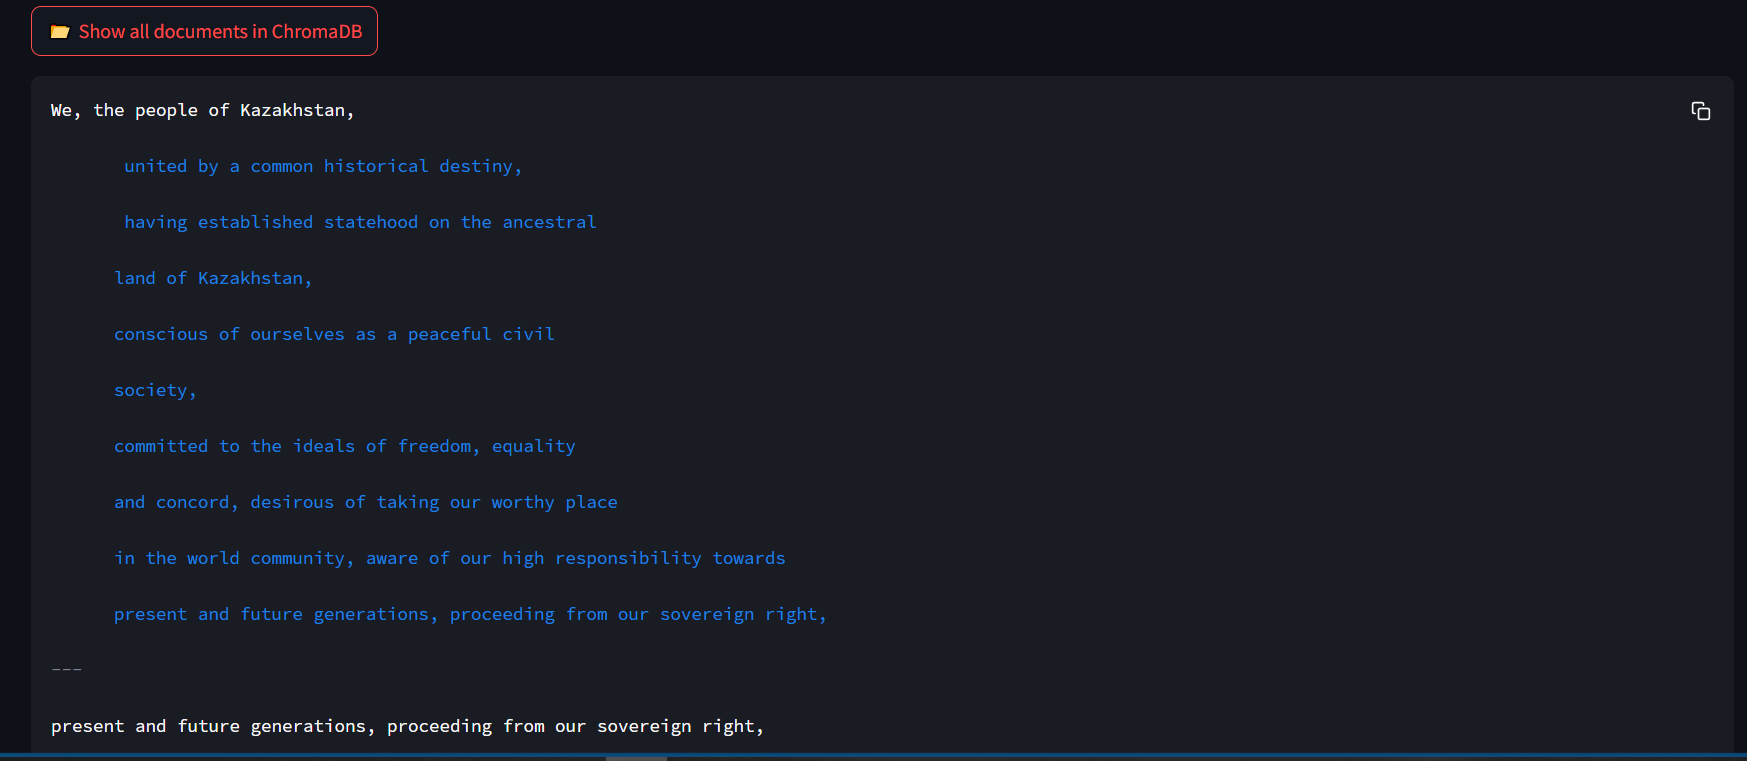 📂 Show all documents in ChromaDB
We, the people of Kazakhstan,
united by a common historical destiny,
having established statehood on the ancestral
land of Kazakhstan,
conscious of ourselves as a peaceful civil
society,
committed to the ideals of freedom, equality
and concord, desirous of taking our worthy place
in the world community, aware of our high responsibility towards
present and future generations, proceeding from our sovereign right,
---
present and future generations, proceeding from our sovereign right,